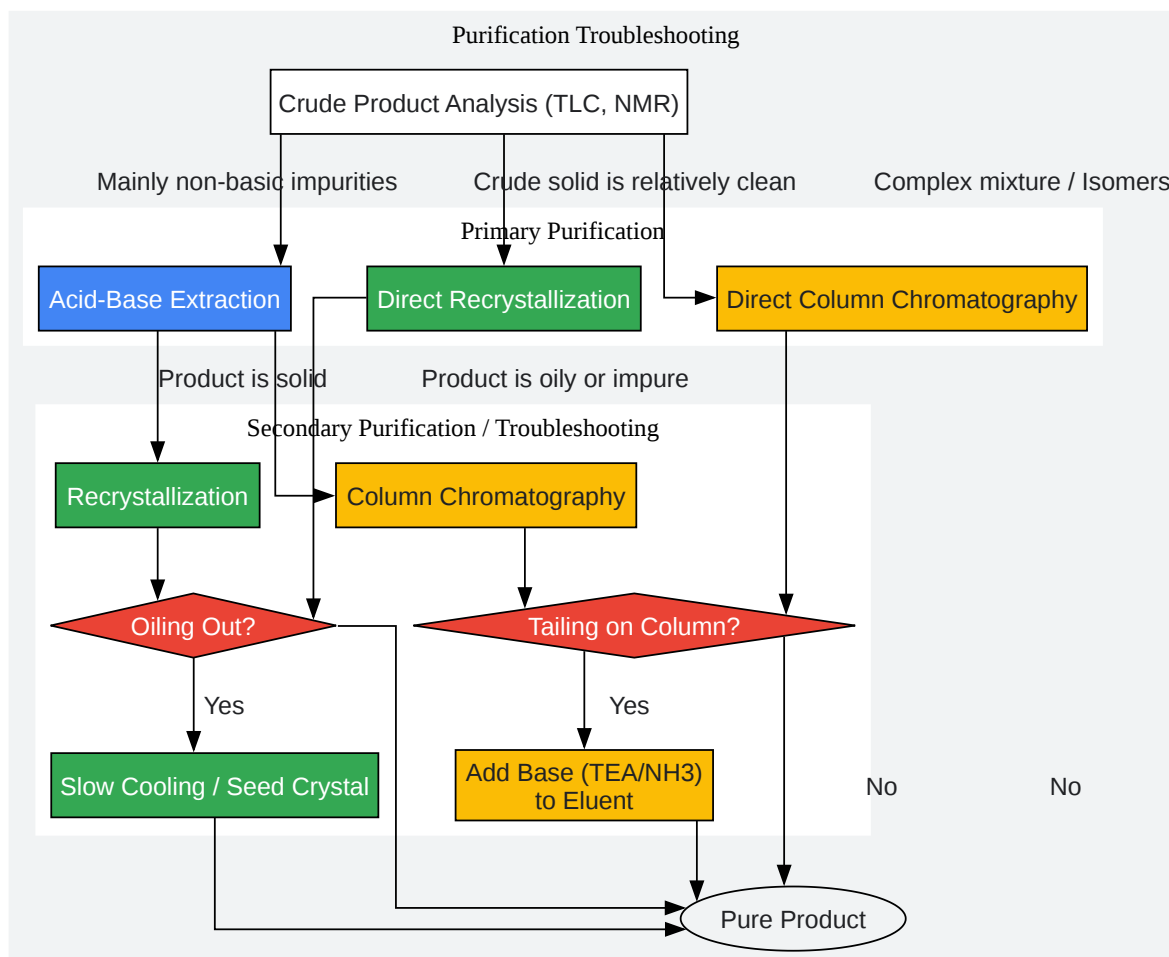 Purification Troubleshooting
Crude Product Analysis (TLC, NMR)
Mainly non-basic impurities
Crude solid is relatively clean
Complex mixture / Isomers
Primary Purification
Acid-Base Extraction
Direct Recrystallization
Direct Column Chromatography
Product is solid
Product is oily or impure
Secondary Purification / Troubleshooting
Recrystallization
Column Chromatography
Oiling Out?
Tailing on Column?
Yes
Yes
Slow Cooling / Seed Crystal
Add Base (TEA/NH3)
to Eluent
No
No
Pure Product